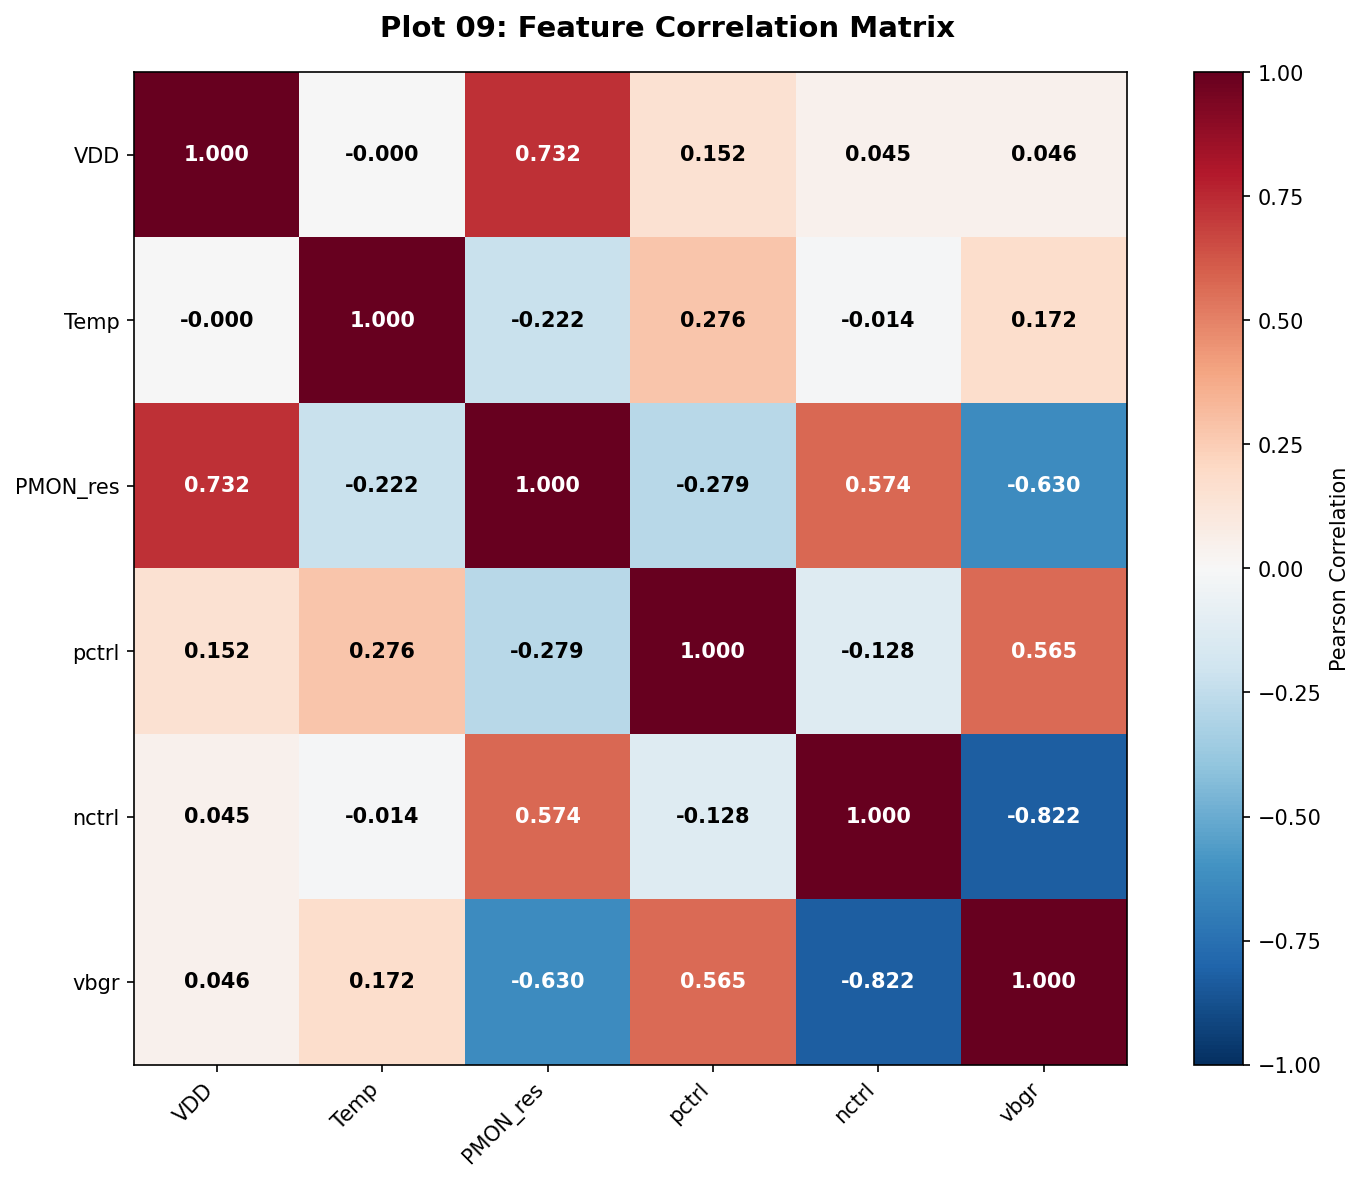 Plot 09: Feature Correlation Matrix
VDD 1.000 -0.000 0.732 0.152 0.045 0.046
Temp -0.000 1.000 -0.222 0.276 -0.014 0.172
PMON_res 0.732 -0.222 1.000 -0.279 0.574 -0.630
pctrl 0.152 0.276 -0.279 1.000 -0.128 0.565
nctrl 0.045 -0.014 0.574 -0.128 1.000 -0.822
vbgr 0.046 0.172 -0.630 0.565 -0.822 1.000
VDD Temp PMON_res pctrl nctrl vbgr
1.00
0.75
0.50
0.25
0.00
−0.25
−0.50
−0.75
−1.00
Pearson Correlation